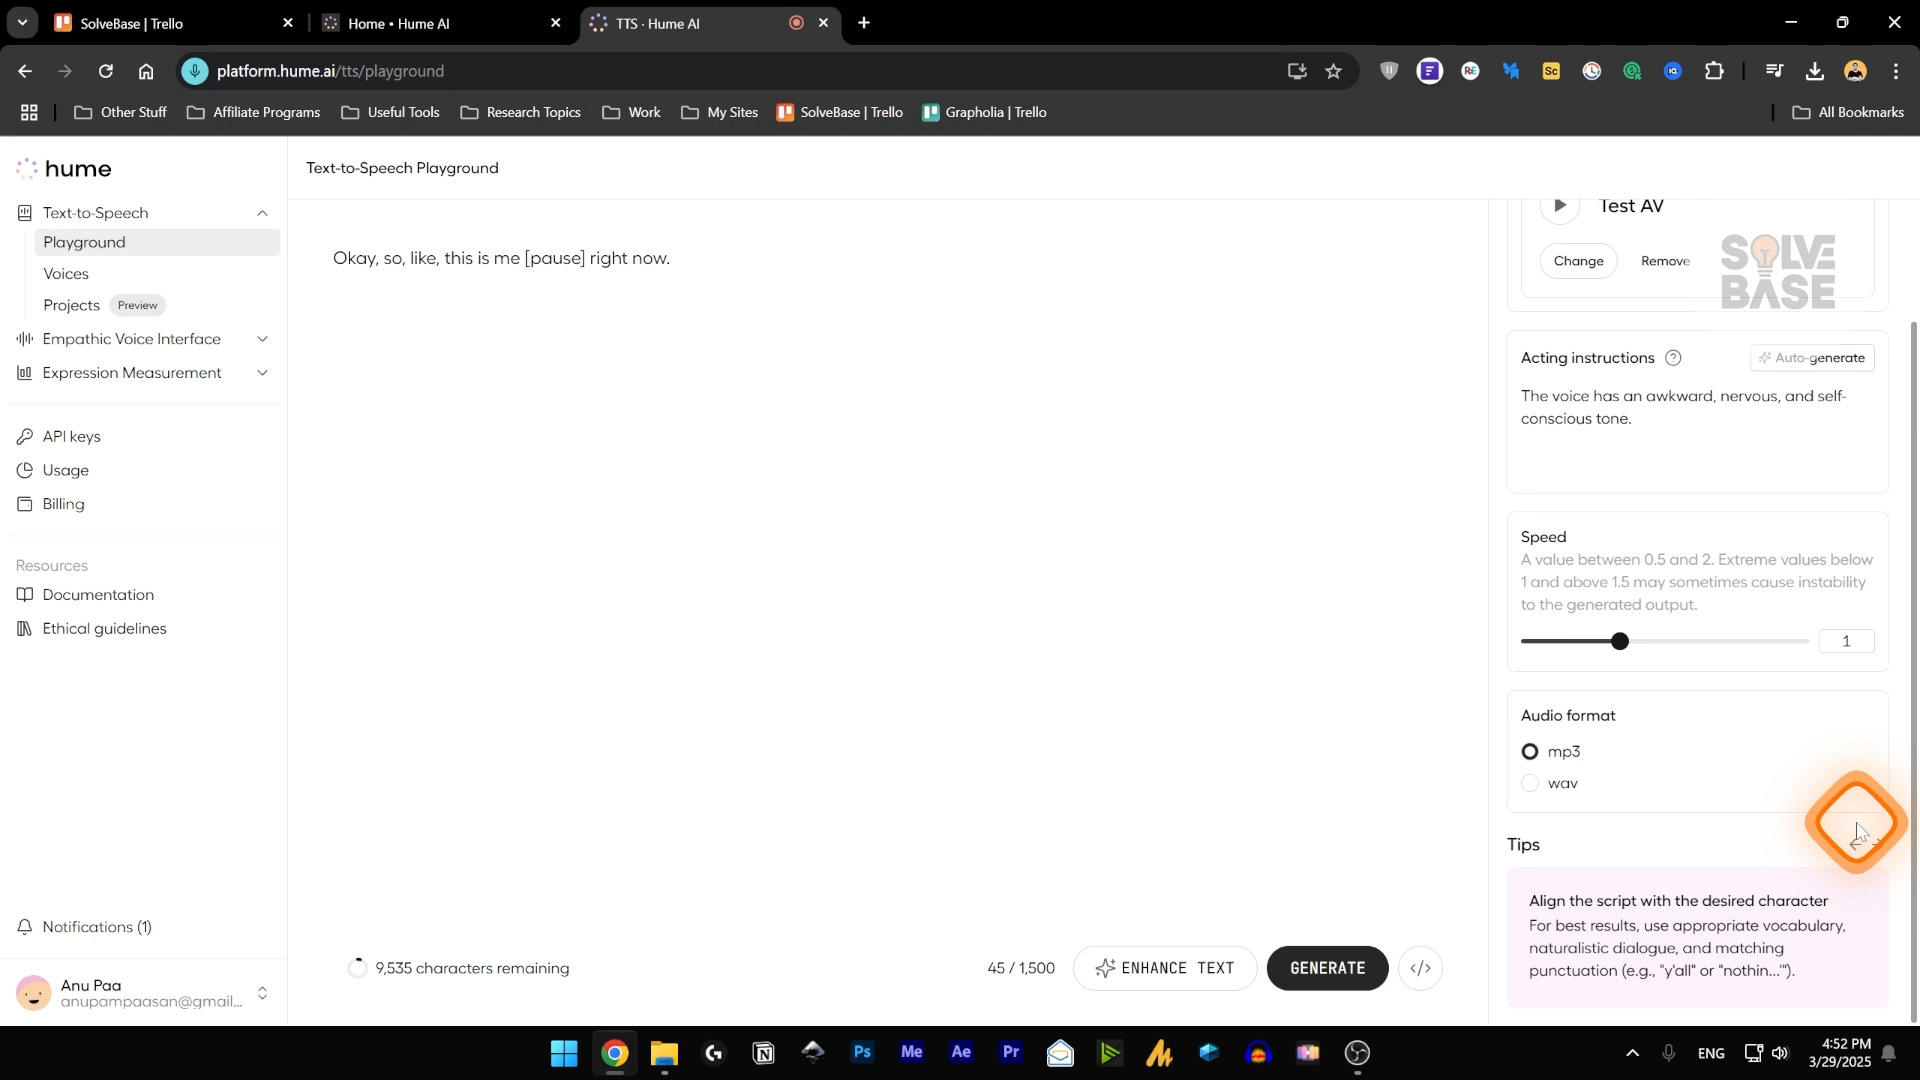 SolveBase | Trello
Home • Hume AI
TTS · Hume AI
platform.hume.ai/tts/playground
Other Stuff
Affiliate Programs
Useful Tools
Research Topics
Work
My Sites
SolveBase | Trello
Grapholia | Trello
All Bookmarks
hume
Text-to-Speech
Playground
Voices
Projects Preview
Empathic Voice Interface
Expression Measurement
API keys
Usage
Billing
Resources
Documentation
Ethical guidelines
Notifications (1)
Anu Paa
anupampaasan@gmail...
Text-to-Speech Playground
Okay, so, like, this is me [pause] right now.
9,535 characters remaining
45 / 1,500
ENHANCE TEXT
GENERATE
</>
Test AV
Change
Remove
SOLVE
BASE
Acting instructions
Auto-generate
The voice has an awkward, nervous, and self-
conscious tone.
Speed
A value between 0.5 and 2. Extreme values below
1 and above 1.5 may sometimes cause instability
to the generated output.
1
Audio format
mp3
wav
Tips
Align the script with the desired character
For best results, use appropriate vocabulary,
naturalistic dialogue, and matching
punctuation (e.g., "y'all" or "nothin...").
Ps
Me
Ae
Pr
ENG
4:52 PM
3/29/2025